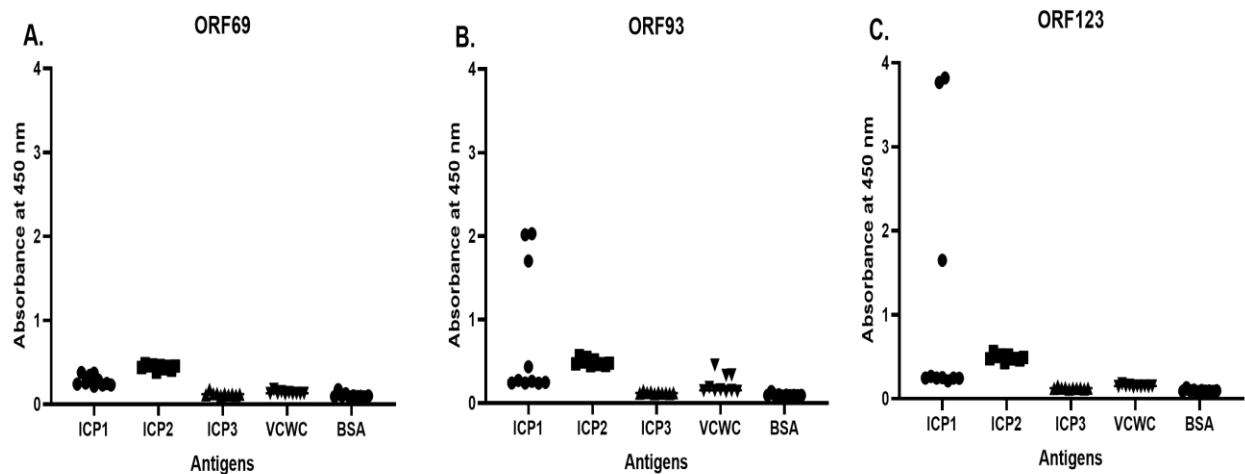 A.
ORF69
Absorbance at 450 nm
4
3
2
1
0
ICP1 ICP2 ICP3 VCWC BSA
Antigens
B.
ORF93
Absorbance at 450 nm
4
3
2
1
0
ICP1 ICP2 ICP3 VCWC BSA
Antigens
C.
ORF123
Absorbance at 450 nm
4
3
2
1
0
ICP1 ICP2 ICP3 VCWC BSA
Antigens